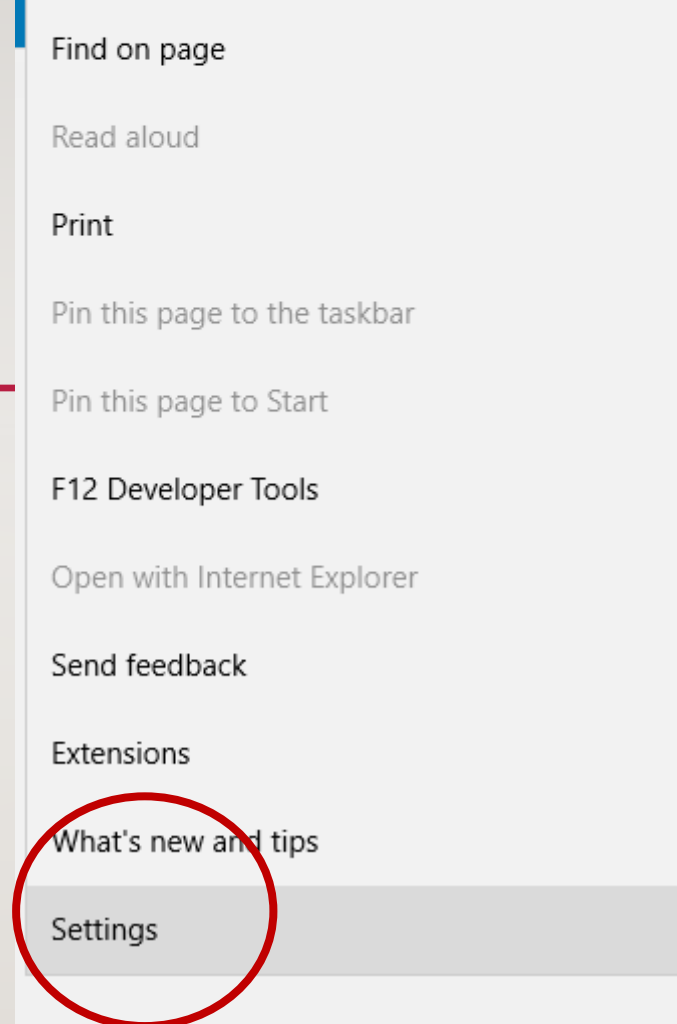 Find on page
Read aloud
Print
Pin this page to the taskbar
Pin this page to Start
F12 Developer Tools
Open with Internet Explorer
Send feedback
Extensions
What's new and tips
Settings